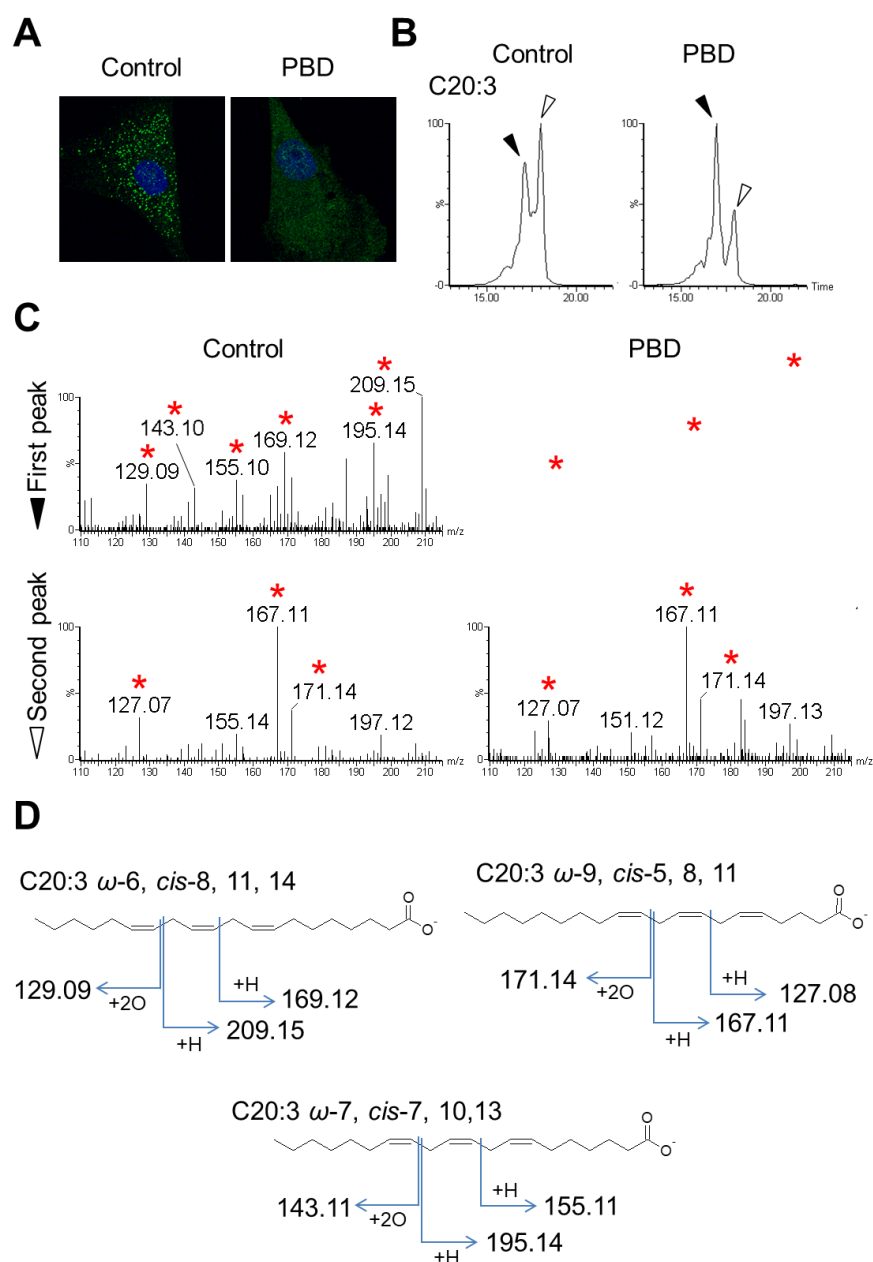 A
Control
PBD
B
Control
PBD
C20:3
100
%
-0
15.00
20.00
100
%
-0
15.00
20.00
Time
C
Control
PBD
First peak
100
%
0
*
129.09
*
143.10
*
155.10
*
169.12
*
195.14
*
209.15
110 120 130 140 150 160 170 180 190 200 210
m/z
*
*
*
Second peak
100
%
0
*
127.07
155.14
*
167.11
*
171.14
197.12
110 120 130 140 150 160 170 180 190 200 210
m/z
100
%
0
*
127.07
151.12
*
167.11
*
171.14
197.13
110 120 130 140 150 160 170 180 190 200 210
m/z
D
C20:3 ω-6, cis-8, 11, 14
O
O-
129.09
+2O
+H
169.12
+H
209.15
C20:3 ω-9, cis-5, 8, 11
O
O-
171.14
+2O
+H
127.08
+H
167.11
C20:3 ω-7, cis-7, 10,13
O
O-
143.11
+2O
+H
155.11
+H
195.14